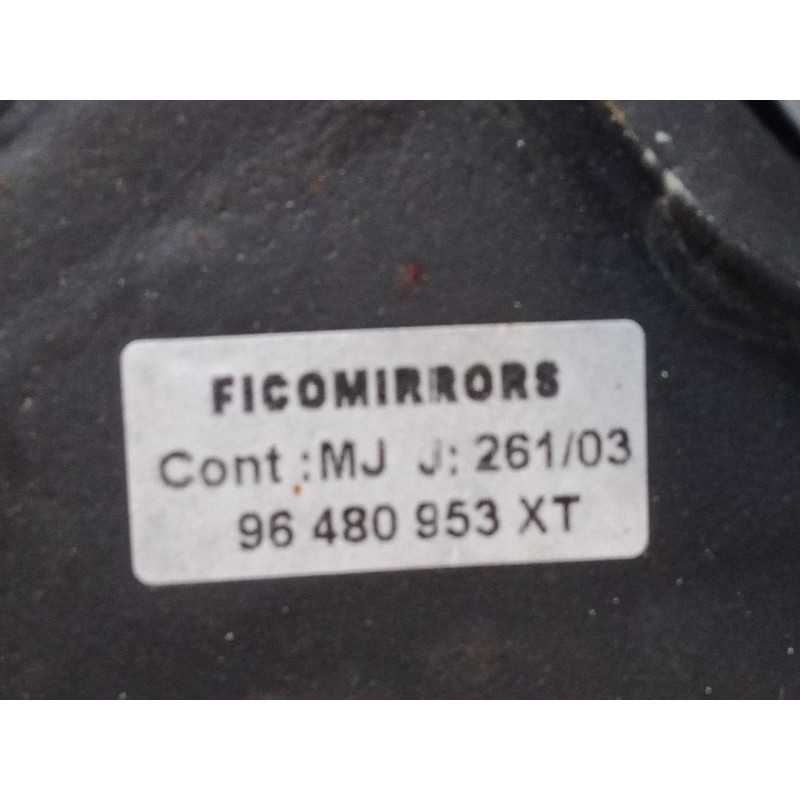 FICOMIRRORS
Cont :MJ J: 261/03
96 480 953 XT